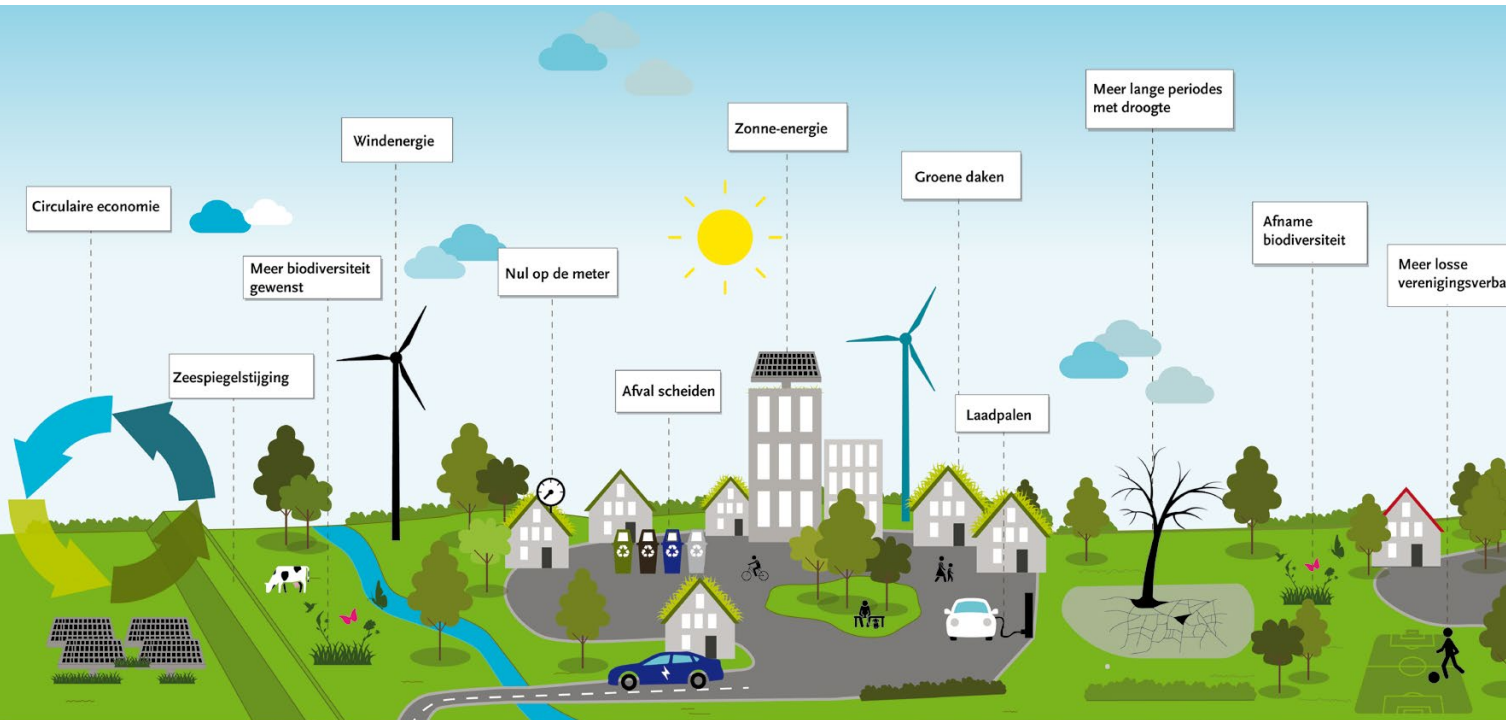 Circulaire economie
Zeespiegelstijging
Meer biodiversiteit
gewenst
Windenergie
Nul op de meter
Afval scheiden
Zonne-energie
Groene daken
Laadpalen
Meer lange periodes
met droogte
Afname
biodiversiteit
Meer losse
verenigingsverba